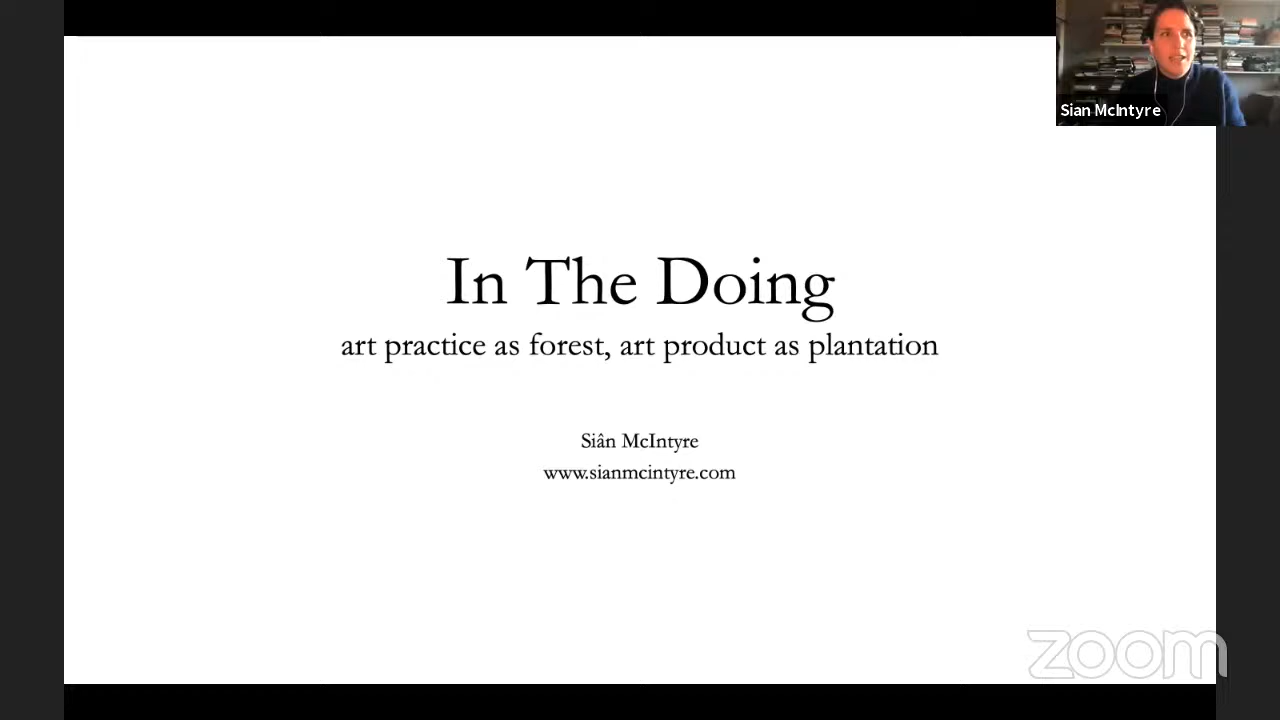 Sian McIntyre
In The Doing
art practice as forest, art product as plantation
Siân McIntyre
www.sianmcintyre.com
zoom